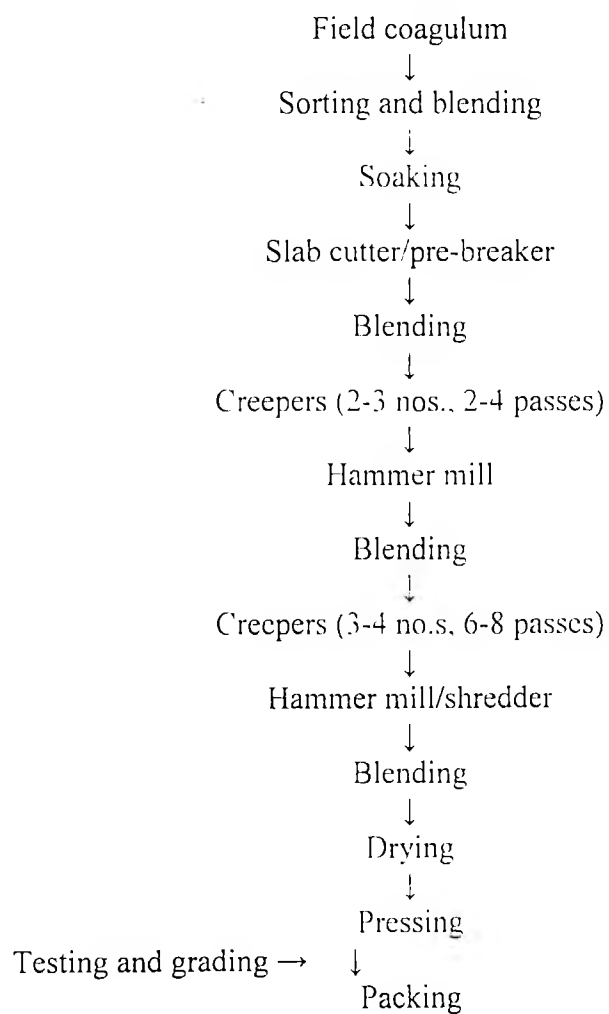 Field coagulum
↓
Sorting and blending
↓
Soaking
↓
Slab cutter/pre-breaker
↓
Blending
↓
Creepers (2-3 nos., 2-4 passes)
↓
Hammer mill
↓
Blending
↓
Creepers (3-4 no.s, 6-8 passes)
↓
Hammer mill/shredder
↓
Blending
↓
Drying
↓
Pressing
Testing and grading → ↓
Packing